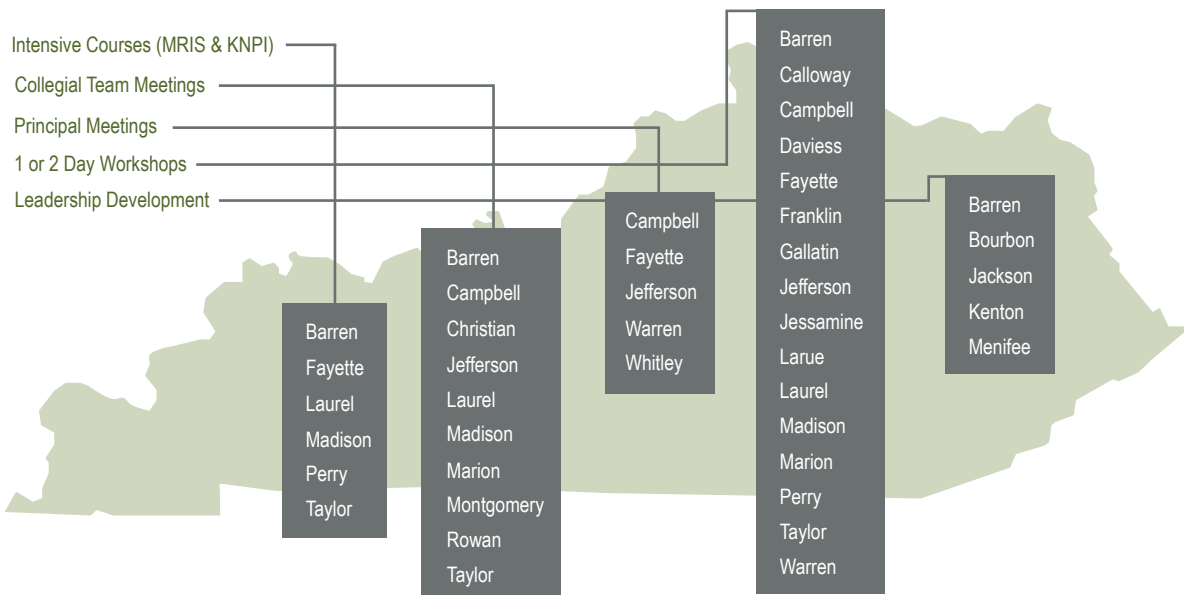 Intensive Courses (MRIS & KNPI)
Collegial Team Meetings
Principal Meetings
1 or 2 Day Workshops
Leadership Development
Barren
Fayette
Laurel
Madison
Perry
Taylor
Barren
Campbell
Christian
Jefferson
Laurel
Madison
Marion
Montgomery
Rowan
Taylor
Campbell
Fayette
Jefferson
Warren
Whitley
Barren
Calloway
Campbell
Daviess
Fayette
Franklin
Gallatin
Jefferson
Jessamine
Larue
Laurel
Madison
Marion
Perry
Taylor
Warren
Barren
Bourbon
Jackson
Kenton
Menifee